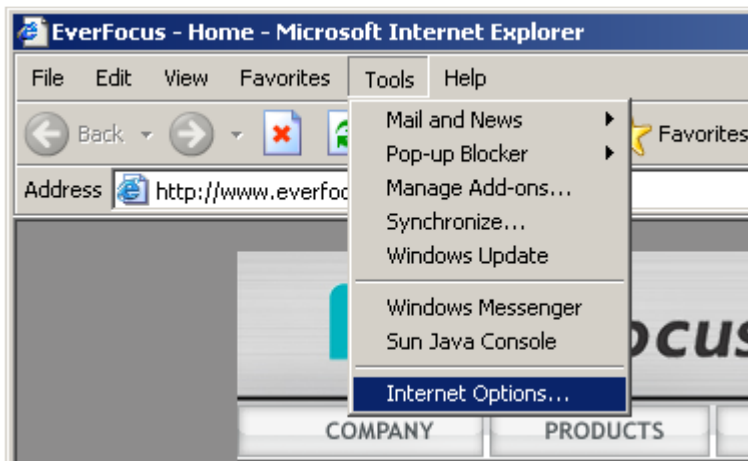 EverFocus - Home - Microsoft Internet Explorer
File Edit View Favorites Tools Help
Back Favorites
Address http://www.everfoc
Mail and News
Pop-up Blocker
Manage Add-ons...
Synchronize...
Windows Update
Windows Messenger
Sun Java Console
Internet Options...
ocus
COMPANY PRODUCTS